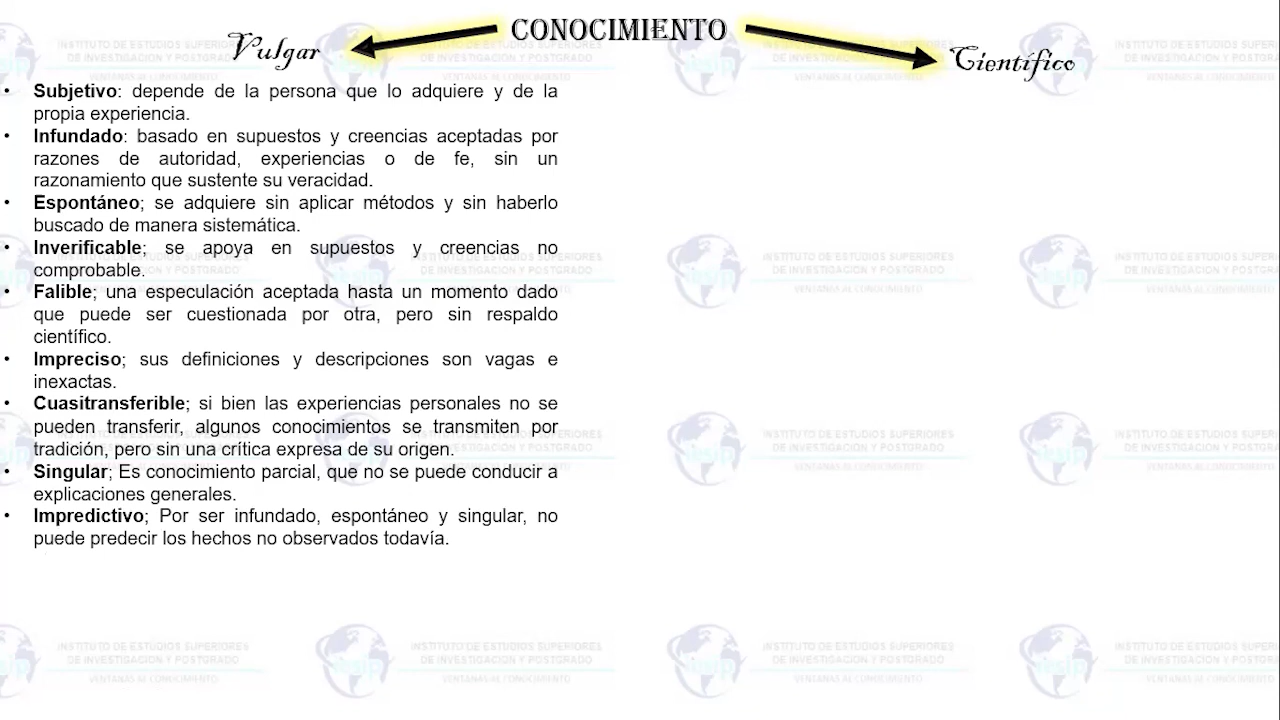 CONOCIMIENTO
Vulgar
Científico
• Subjetivo: depende de la persona que lo adquiere y de la
propia experiencia.
• Infundado: basado en supuestos y creencias aceptadas por
razones de autoridad, experiencias o de fe, sin un
razonamiento que sustente su veracidad.
• Espontáneo; se adquiere sin aplicar métodos y sin haberlo
buscado de manera sistemática.
• Inverificable; se apoya en supuestos y creencias no
comprobable.
• Falible; una especulación aceptada hasta un momento dado
que puede ser cuestionada por otra, pero sin respaldo
científico.
• Impreciso; sus definiciones y descripciones son vagas e
inexactas.
• Cuasitransferible; si bien las experiencias personales no se
pueden transferir, algunos conocimientos se transmiten por
tradición, pero sin una crítica expresa de su origen.
• Singular; Es conocimiento parcial, que no se puede conducir a
explicaciones generales.
• Impredictivo; Por ser infundado, espontáneo y singular, no
puede predecir los hechos no observados todavía.
INSTITUTO DE ESTUDIOS SUPERIORES
DE INVESTIGACION Y POSTGRADO
VENTANAS AL CONOCIMIENTO